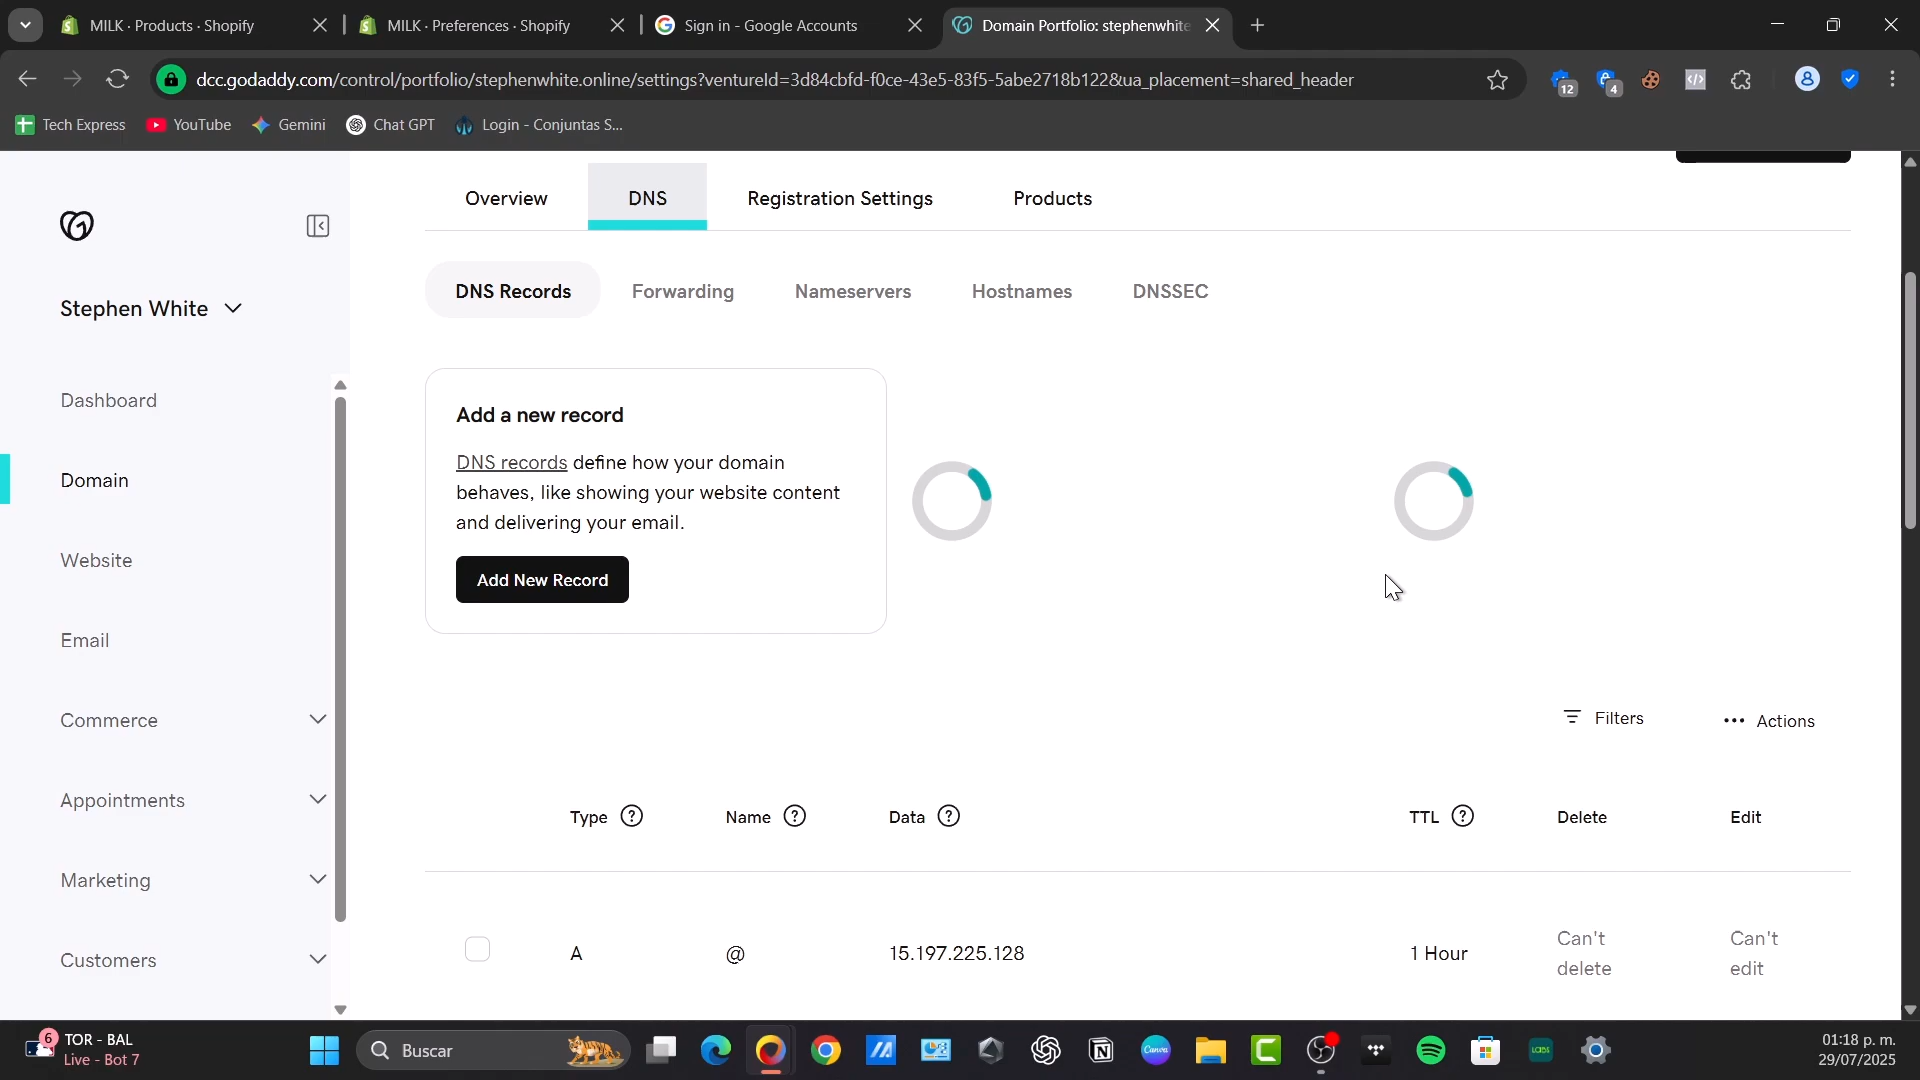 MILK · Products · Shopify
MILK · Preferences · Shopify
Sign in - Google Accounts
Domain Portfolio: stephenwhite
dcc.godaddy.com/control/portfolio/stephenwhite.online/settings?ventureId=3d84cbfd-f0ce-43e5-83f5-5abe2718b122&ua_placement=shared_header
12
4
Tech Express
YouTube
Gemini
Chat GPT
Login - Conjuntas S...
Overview
DNS
Registration Settings
Products
Stephen White
DNS Records
Forwarding
Nameservers
Hostnames
DNSSEC
Dashboard
Domain
Website
Email
Commerce
Appointments
Marketing
Customers
Add a new record
DNS records define how your domain
behaves, like showing your website content
and delivering your email.
Add New Record
Filters
Actions
Type
Name
Data
TTL
Delete
Edit
A
@
15.197.225.128
1 Hour
Can't
delete
Can't
edit
6
TOR - BAL
Live - Bot 7
Buscar
Canva
LABS
01:18 p. m.
29/07/2025